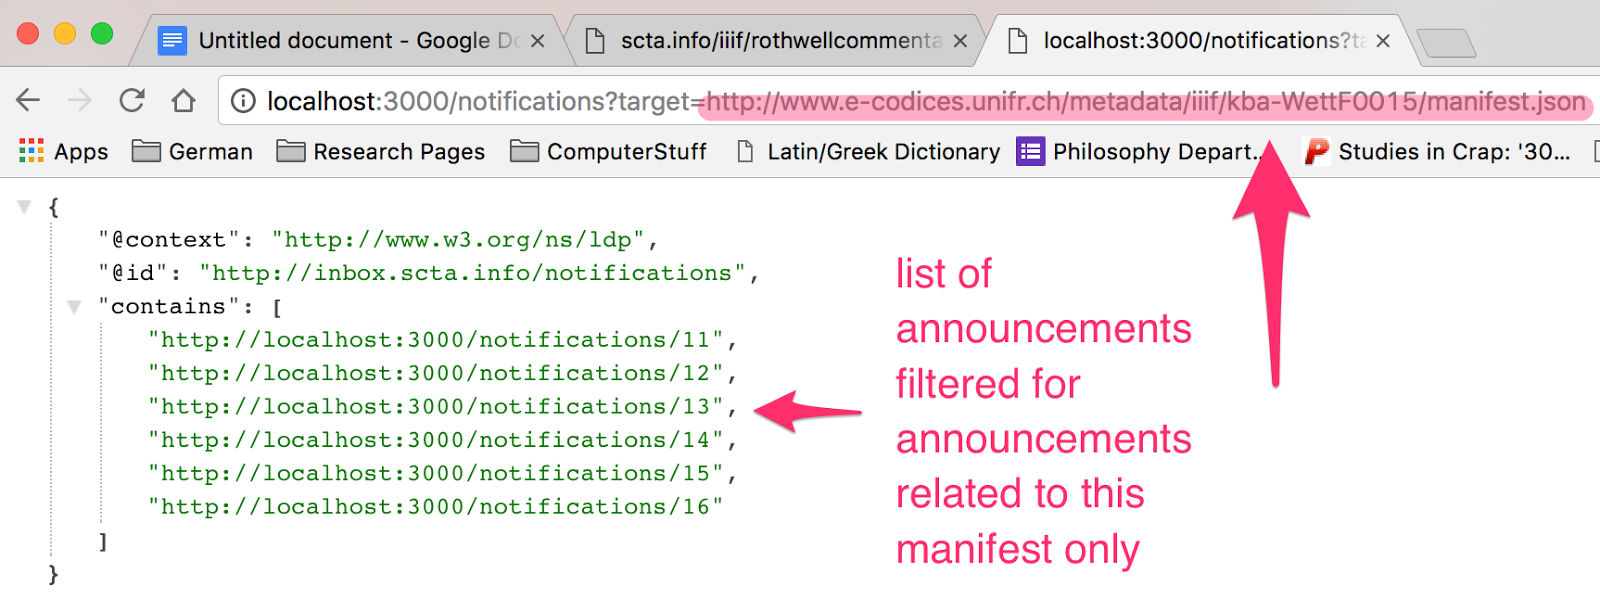 Untitled document - Google Do
scta.info/iiif/rothwellcommenta
localhost:3000/notifications?ta
localhost:3000/notifications?target=http://www.e-codices.unifr.ch/metadata/iiif/kba-WettF0015/manifest.json
Apps German Research Pages ComputerStuff Latin/Greek Dictionary Philosophy Depart... Studies in Crap: '30...
{
"@context": "http://www.w3.org/ns/ldp",
"@id": "http://inbox.scta.info/notifications",
"contains": [
"http://localhost:3000/notifications/11",
"http://localhost:3000/notifications/12",
"http://localhost:3000/notifications/13",
"http://localhost:3000/notifications/14",
"http://localhost:3000/notifications/15",
"http://localhost:3000/notifications/16"
]
}
list of
announcements
filtered for
announcements
related to this
manifest only